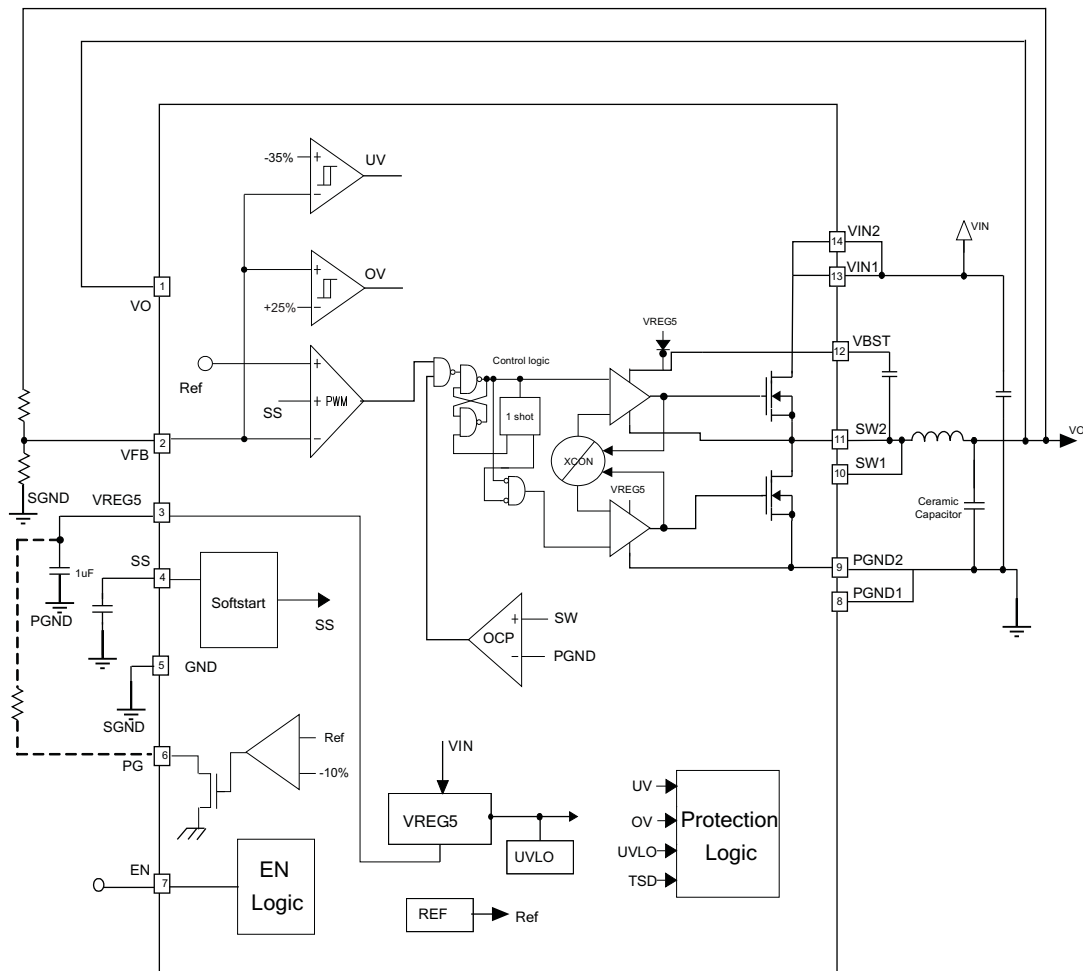 -35%
+
−
UV
VIN2
14
VIN
VIN1
13
1
VO
+
−
OV
+25%
VREG5
VBST
12
Control logic
Ref
+
SS
+
PWM
−
1 shot
2
VFB
XCON
11
SW2
VO
10
SW1
SGND
VREG5
VREG5
3
Ceramic
Capacitor
SS
4
1uF
PGND
Softstart
SS
9
PGND2
8
PGND1
OCP
+
SW
−
PGND
5
GND
SGND
6
PG
Ref
-10%
VIN
VREG5
UVLO
UV
OV
UVLO
TSD
Protection
Logic
EN
7
EN
Logic
REF
Ref